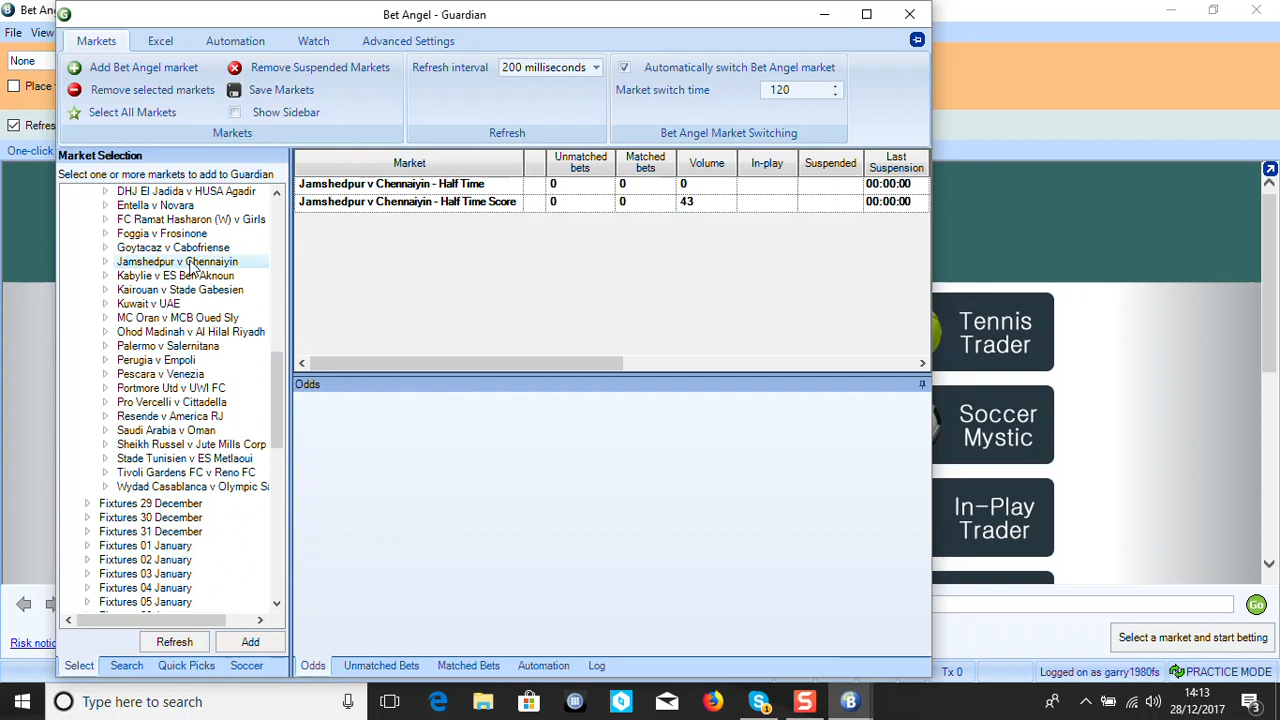 Bet An
Bet Angel - Guardian
File View
Markets Excel Automation Watch Advanced Settings
None
Add Bet Angel market
Remove Suspended Markets
Refresh interval 200 milliseconds
Automatically switch Bet Angel market
Place
Remove selected markets
Save Markets
Market switch time 120
Select All Markets
Show Sidebar
Refres
Markets Refresh Bet Angel Market Switching
One-click
Market Selection
Select one or more markets to add to Guardian
Market Unmatched bets Matched bets Volume In-play Suspended Last Suspension
Jamshedpur v Chennaiyin - Half Time 0 0 0 00:00:00
Jamshedpur v Chennaiyin - Half Time Score 0 0 43 00:00:00
DHJ El Jadida v HUSA Agadir
Entella v Novara
FC Ramat Hasharon (W) v Girls
Foggia v Frosinone
Goytacaz v Cabofriense
Jamshedpur v Chennaiyin
Kabylie v ES Ben Aknoun
Kairouan v Stade Gabesien
Kuwait v UAE
MC Oran v MCB Oued Sly
Ohod Madinah v Al Hilal Riyadh
Palermo v Salernitana
Perugia v Empoli
Pescara v Venezia
Portmore Utd v UWI FC
Pro Vercelli v Cittadella
Resende v America RJ
Saudi Arabia v Oman
Sheikh Russel v Jute Mills Corp
Stade Tunisien v ES Metlaoui
Tivoli Gardens FC v Reno FC
Wydad Casablanca v Olympic Sa
Fixtures 29 December
Fixtures 30 December
Fixtures 31 December
Fixtures 01 January
Fixtures 02 January
Fixtures 03 January
Fixtures 04 January
Fixtures 05 January
Odds
Tennis
Trader
Soccer
Mystic
In-Play
Trader
Go
Risk notic
Refresh Add
Select a market and start betting
Select Search Quick Picks Soccer
Odds Unmatched Bets Matched Bets Automation Log
Tx 0
Logged on as garry1980fs
PRACTICE MODE
Type here to search
14:13
28/12/2017